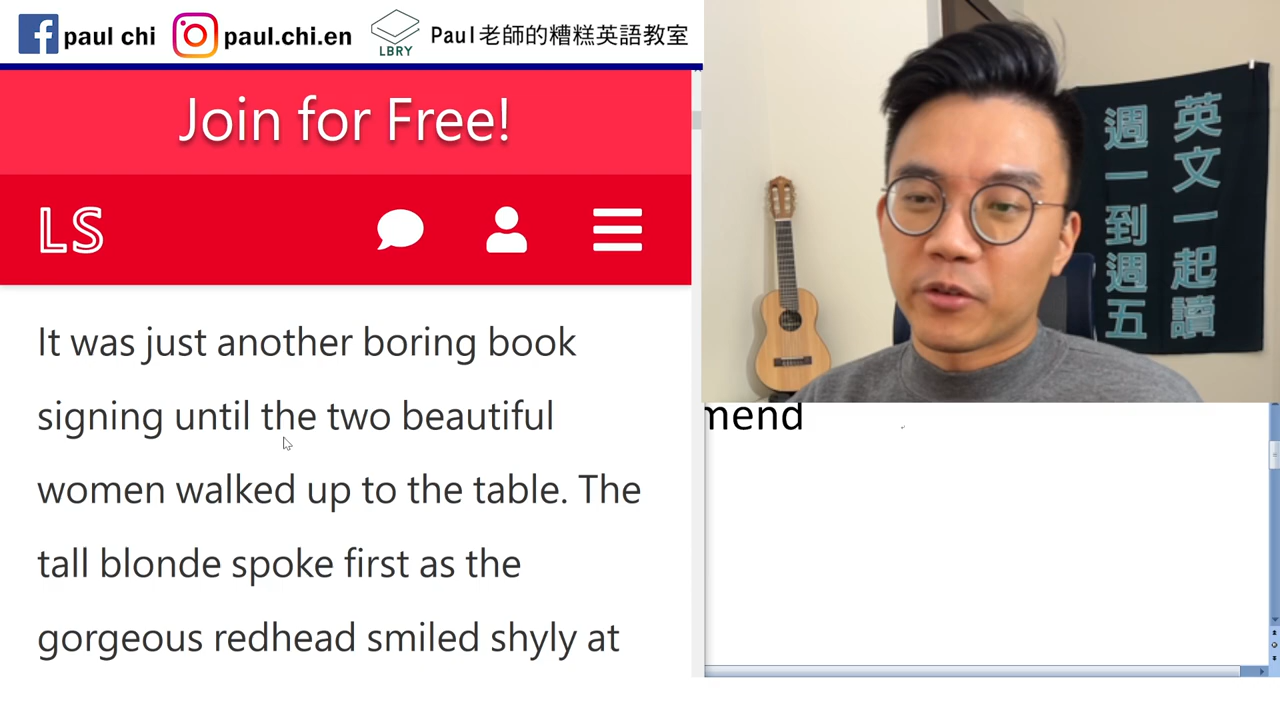 paul chi
paul.chi.en
LBRY
Paul老師的糟糕英語教室
Join for Free!
LS
It was just another boring book
signing until the two beautiful
women walked up to the table. The
tall blonde spoke first as the
gorgeous redhead smiled shyly at
mend
英文一起讀
週一到週五